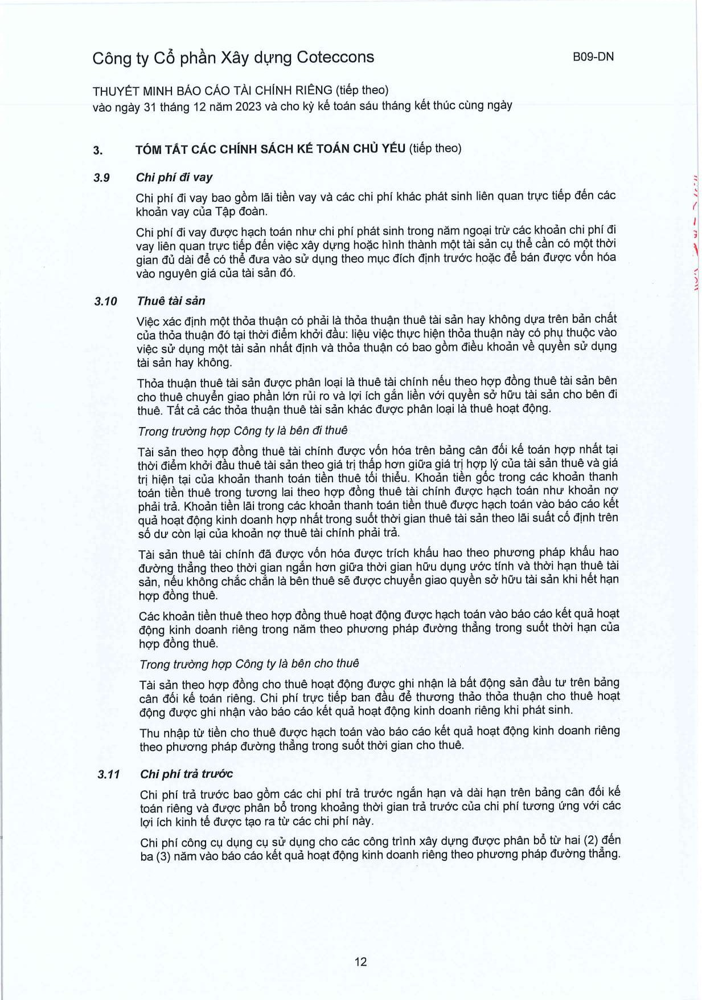 Công ty Cổ phần Xây dựng Coteccons
B09-DN
THUYẾT MINH BÁO CÁO TÀI CHÍNH RIÊNG (tiếp theo)
vào ngày 31 tháng 12 năm 2023 và cho kỳ kế toán sáu tháng kết thúc cùng ngày
3. TÓM TẮT CÁC CHÍNH SÁCH KẾ TOÁN CHỦ YẾU (tiếp theo)
3.9 Chi phí đi vay
Chi phí đi vay bao gồm lãi tiền vay và các chi phí khác phát sinh liên quan trực tiếp đến các
khoản vay của Tập đoàn.
Chi phí đi vay được hạch toán như chi phí phát sinh trong năm ngoại trừ các khoản chi phí đi
vay liên quan trực tiếp đến việc xây dựng hoặc hình thành một tài sản cụ thể cần có một thời
gian đủ dài để có thể đưa vào sử dụng theo mục đích định trước hoặc để bán được vốn hóa
vào nguyên giá của tài sản đó.
3.10 Thuê tài sản
Việc xác định một thỏa thuận có phải là thỏa thuận thuê tài sản hay không dựa trên bản chất
của thỏa thuận đó tại thời điểm khởi đầu: liệu việc thực hiện thỏa thuận này có phụ thuộc vào
việc sử dụng một tài sản nhất định và thỏa thuận có bao gồm điều khoản về quyền sử dụng
tài sản hay không.
Thỏa thuận thuê tài sản được phân loại là thuê tài chính nếu theo hợp đồng thuê tài sản bên
cho thuê chuyển giao phần lớn rủi ro và lợi ích gắn liền với quyền sở hữu tài sản cho bên đi
thuê. Tất cả các thỏa thuận thuê tài sản khác được phân loại là thuê hoạt động.
Trong trường hợp Công ty là bên đi thuê
Tài sản theo hợp đồng thuê tài chính được vốn hóa trên bảng cân đối kế toán hợp nhất tại
thời điểm khởi đầu thuê tài sản theo giá trị thấp hơn giữa giá trị hợp lý của tài sản thuê và giá
trị hiện tại của khoản thanh toán tiền thuê tối thiểu. Khoản tiền gốc trong các khoản thanh
toán tiền thuê trong tương lai theo hợp đồng thuê tài chính được hạch toán như khoản nợ
phải trả. Khoản tiền lãi trong các khoản thanh toán tiền thuê được hạch toán vào báo cáo kết
quả hoạt động kinh doanh hợp nhất trong suốt thời gian thuê tài sản theo lãi suất cố định trên
số dư còn lại của khoản nợ thuê tài chính phải trả.
Tài sản thuê tài chính đã được vốn hóa được trích khấu hao theo phương pháp khấu hao
đường thẳng theo thời gian ngắn hơn giữa thời gian hữu dụng ước tính và thời hạn thuê tài
sản, nếu không chắc chắn là bên thuê sẽ được chuyển giao quyền sở hữu tài sản khi hết hạn
hợp đồng thuê.
Các khoản tiền thuê theo hợp đồng thuê hoạt động được hạch toán vào báo cáo kết quả hoạt
động kinh doanh riêng trong năm theo phương pháp đường thẳng trong suốt thời hạn của
hợp đồng thuê.
Trong trường hợp Công ty là bên cho thuê
Tài sản theo hợp đồng cho thuê hoạt động được ghi nhận là bất động sản đầu tư trên bảng
cân đối kế toán riêng. Chi phí trực tiếp ban đầu để thương thảo thỏa thuận cho thuê hoạt
động được ghi nhận vào báo cáo kết quả hoạt động kinh doanh riêng khi phát sinh.
Thu nhập từ tiền cho thuê được hạch toán vào báo cáo kết quả hoạt động kinh doanh riêng
theo phương pháp đường thẳng trong suốt thời gian cho thuê.
3.11 Chi phí trả trước
Chi phí trả trước bao gồm các chi phí trả trước ngắn hạn và dài hạn trên bảng cân đối kế
toán riêng và được phân bổ trong khoảng thời gian trả trước của chi phí tương ứng với các
lợi ích kinh tế được tạo ra từ các chi phí này.
Chi phí công cụ dụng cụ sử dụng cho các công trình xây dựng được phân bổ từ hai (2) đến
ba (3) năm vào báo cáo kết quả hoạt động kinh doanh riêng theo phương pháp đường thẳng.
12